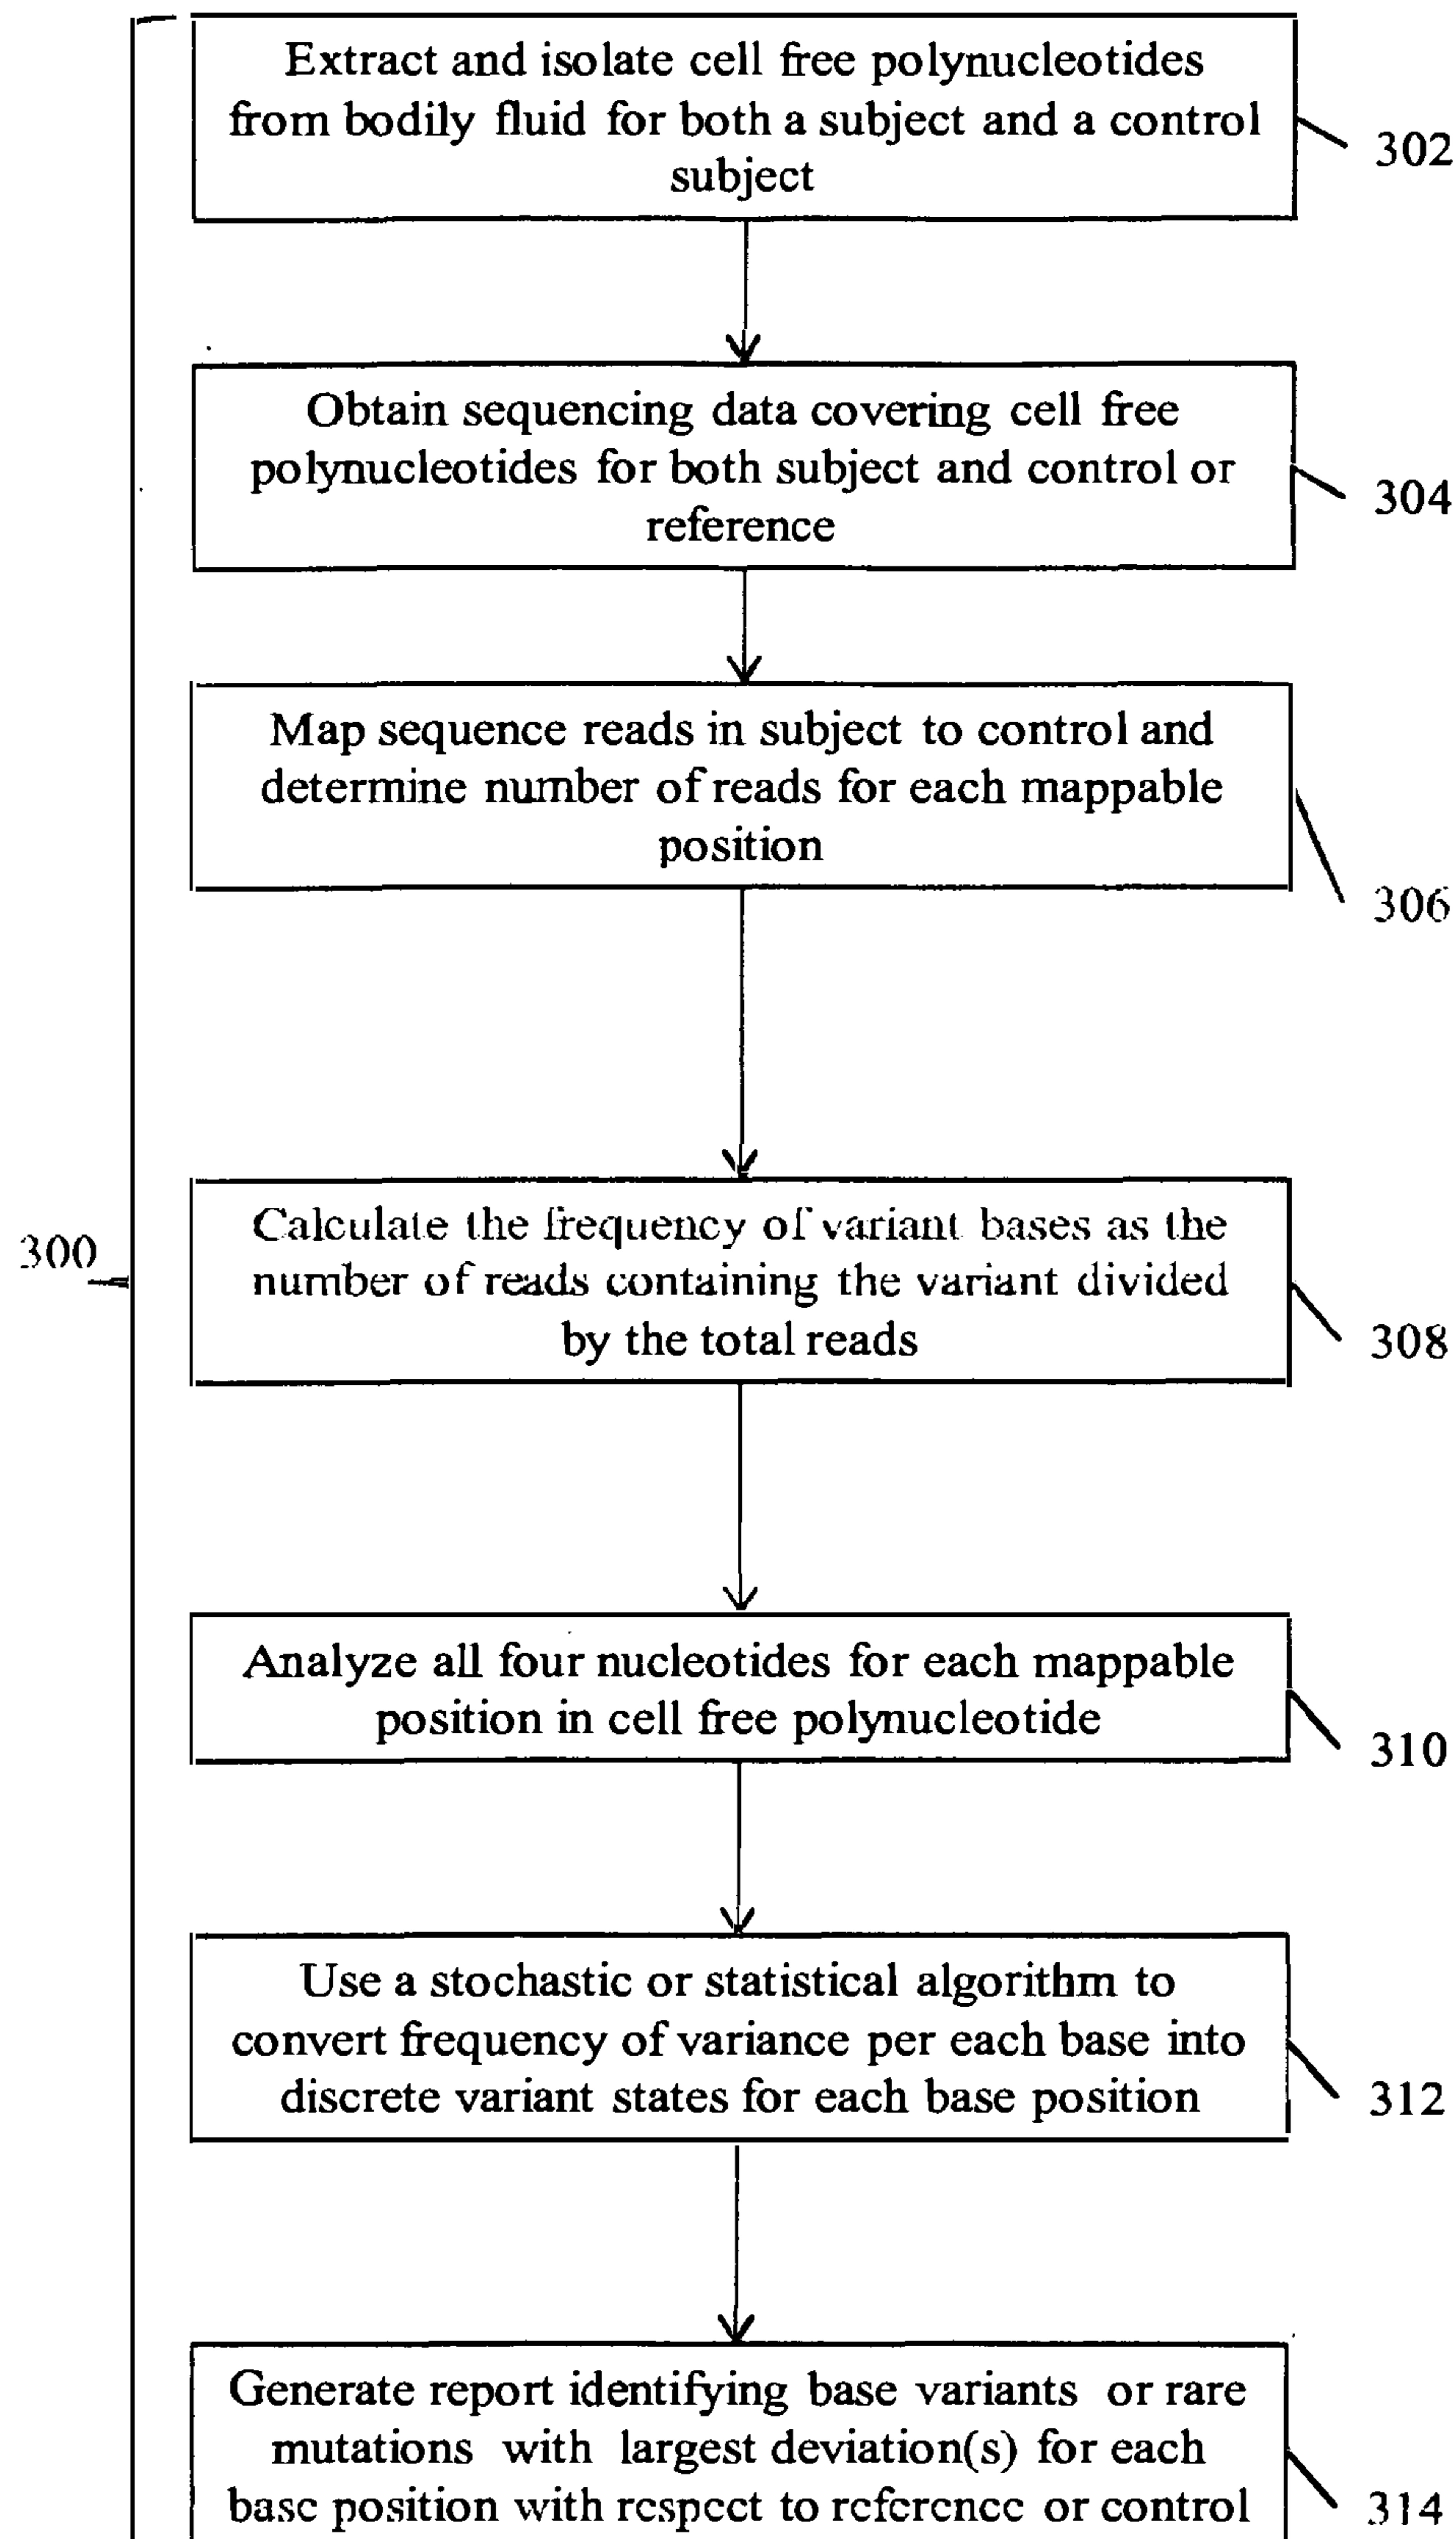 Extract and isolate cell free polynucleotides
from bodily fluid for both a subject and a control
subject
302
Obtain sequencing data covering cell free
polynucleotides for both subject and control or
reference
304
Map sequence reads in subject to control and
determine number of reads for each mappable
position
306
300
Calculate the frequency of variant bases as the
number of reads containing the variant divided
by the total reads
308
Analyze all four nucleotides for each mappable
position in cell free polynucleotide
310
Use a stochastic or statistical algorithm to
convert frequency of variance per each base into
discrete variant states for each base position
312
Generate report identifying base variants or rare
mutations with largest deviation(s) for each
base position with respect to reference or control
314